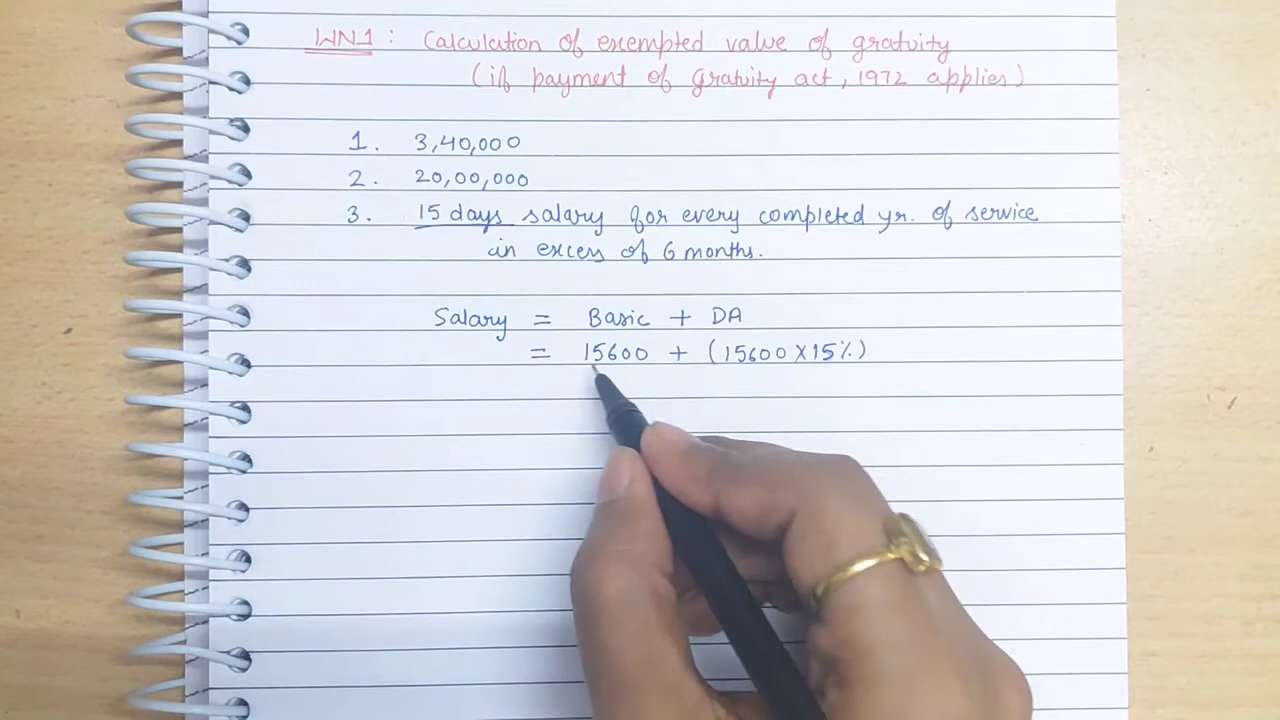 WN1 : Calculation of exempted value of gratuity
(if payment of gratuity act, 1972 applies)
1. 3,40,000
2. 20,00,000
3. 15 days salary for every completed yr. of service
in excess of 6 months.
Salary = Basic + DA
= 15600 + (15600 X 15%)